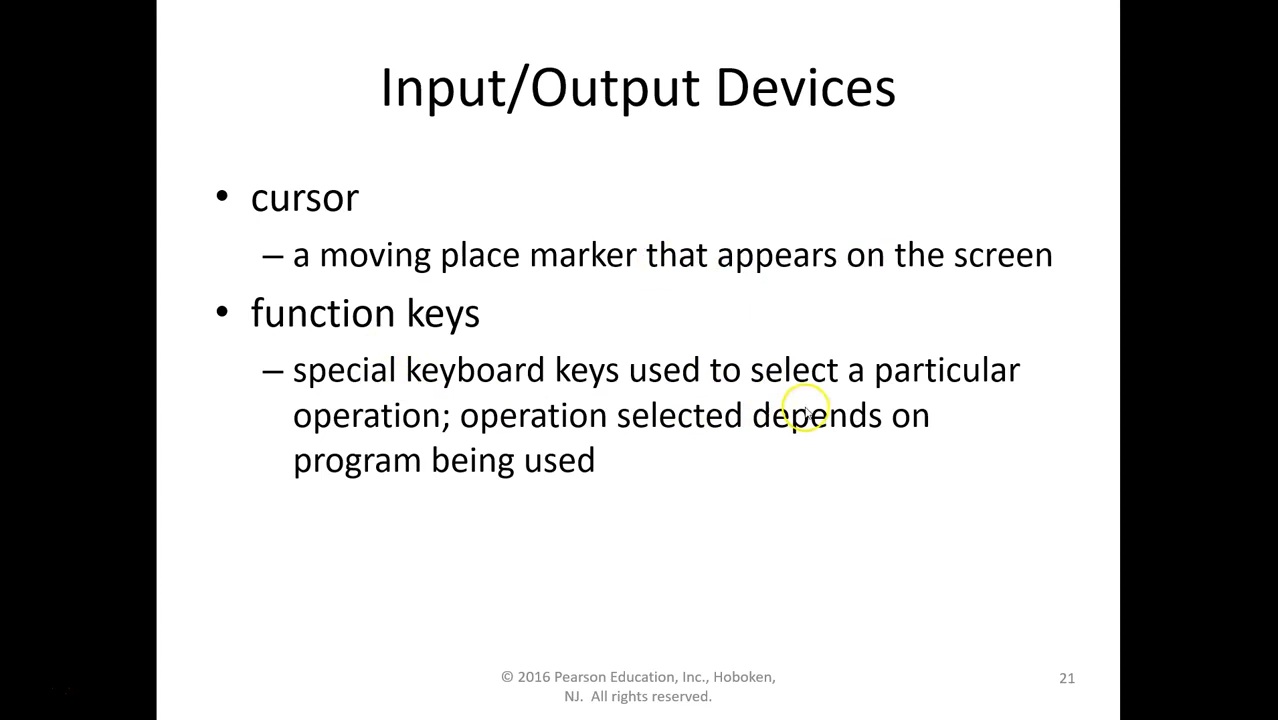 Input/Output Devices
• cursor
– a moving place marker that appears on the screen
• function keys
– special keyboard keys used to select a particular
operation; operation selected depends on
program being used
© 2016 Pearson Education, Inc., Hoboken,
NJ.  All rights reserved.
21